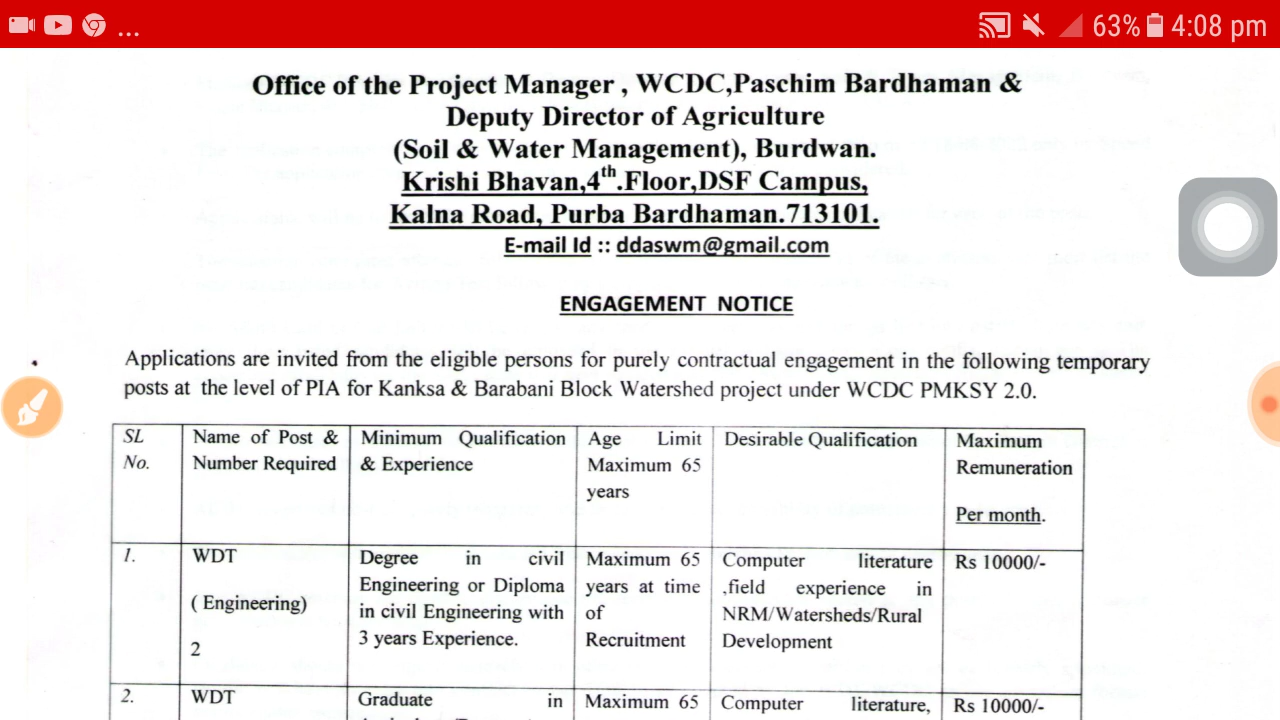 ... 63% 4:08 pm
Office of the Project Manager , WCDC,Paschim Bardhaman &
Deputy Director of Agriculture
(Soil & Water Management), Burdwan.
Krishi Bhavan,4th.Floor,DSF Campus,
Kalna Road, Purba Bardhaman.713101.
E-mail Id :: ddaswm@gmail.com
ENGAGEMENT NOTICE
Applications are invited from the eligible persons for purely contractual engagement in the following temporary
posts at the level of PIA for Kanksa & Barabani Block Watershed project under WCDC PMKSY 2.0.
SL
No.
Name of Post &
Number Required
Minimum Qualification
& Experience
Age Limit
Maximum 65
years
Desirable Qualification
Maximum
Remuneration
Per month.
1.
WDT
( Engineering)
2
Degree in civil
Engineering or Diploma
in civil Engineering with
3 years Experience.
Maximum 65
years at time
of
Recruitment
Computer literature
,field experience in
NRM/Watersheds/Rural
Development
Rs 10000/-
2.
WDT
Graduate in
Maximum 65
Computer literature,
Rs 10000/-